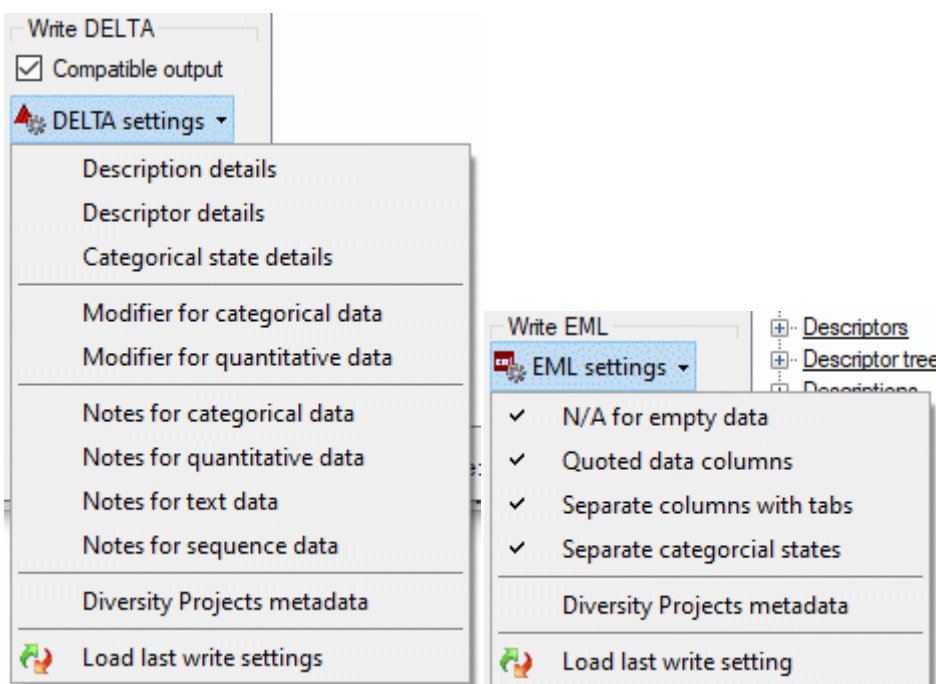 Write DELTA
Compatible output
DELTA settings
Description details
Descriptor details
Categorical state details
Modifier for categorical data
Modifier for quantitative data
Notes for categorical data
Notes for quantitative data
Notes for text data
Notes for sequence data
Diversity Projects metadata
Load last write settings
Write EML
EML settings
N/A for empty data
Quoted data columns
Separate columns with tabs
Separate categorcial states
Diversity Projects metadata
Load last write setting
Descriptors
Descriptor tree
Descriptions